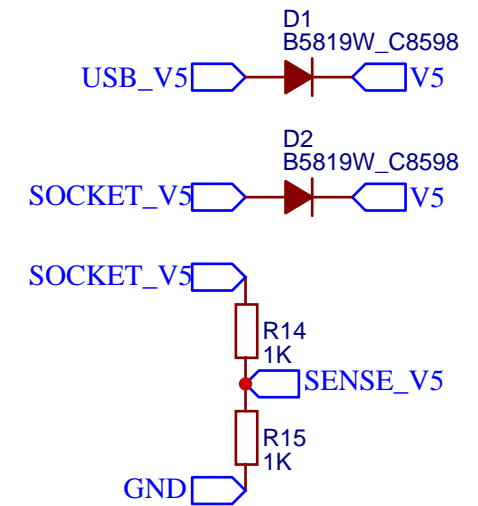 D1
B5819W_C8598
USB_V5
V5
D2
B5819W_C8598
SOCKET_V5
V5
SOCKET_V5
R14
1K
SENSE_V5
R15
1K
GND